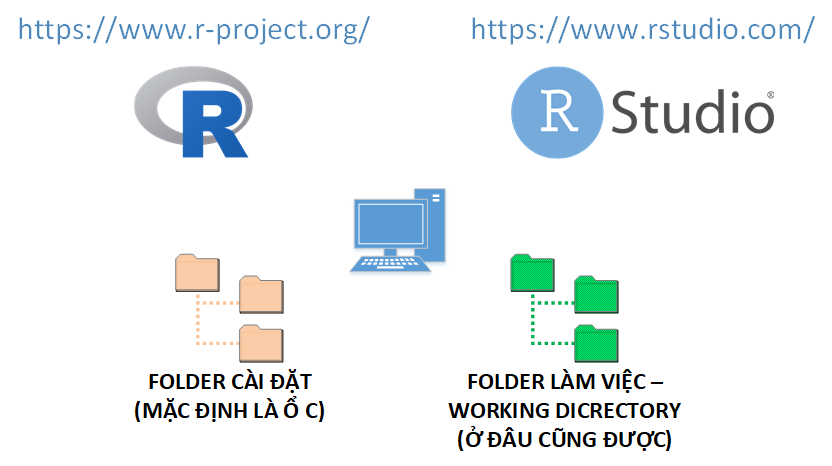 https://www.r-project.org/
https://www.rstudio.com/
R
R Studio®
FOLDER CÀI ĐẶT
(MẶC ĐỊNH LÀ Ổ C)
FOLDER LÀM VIỆC –
WORKING DICRECTORY
(Ở ĐÂU CŨNG ĐƯỢC)